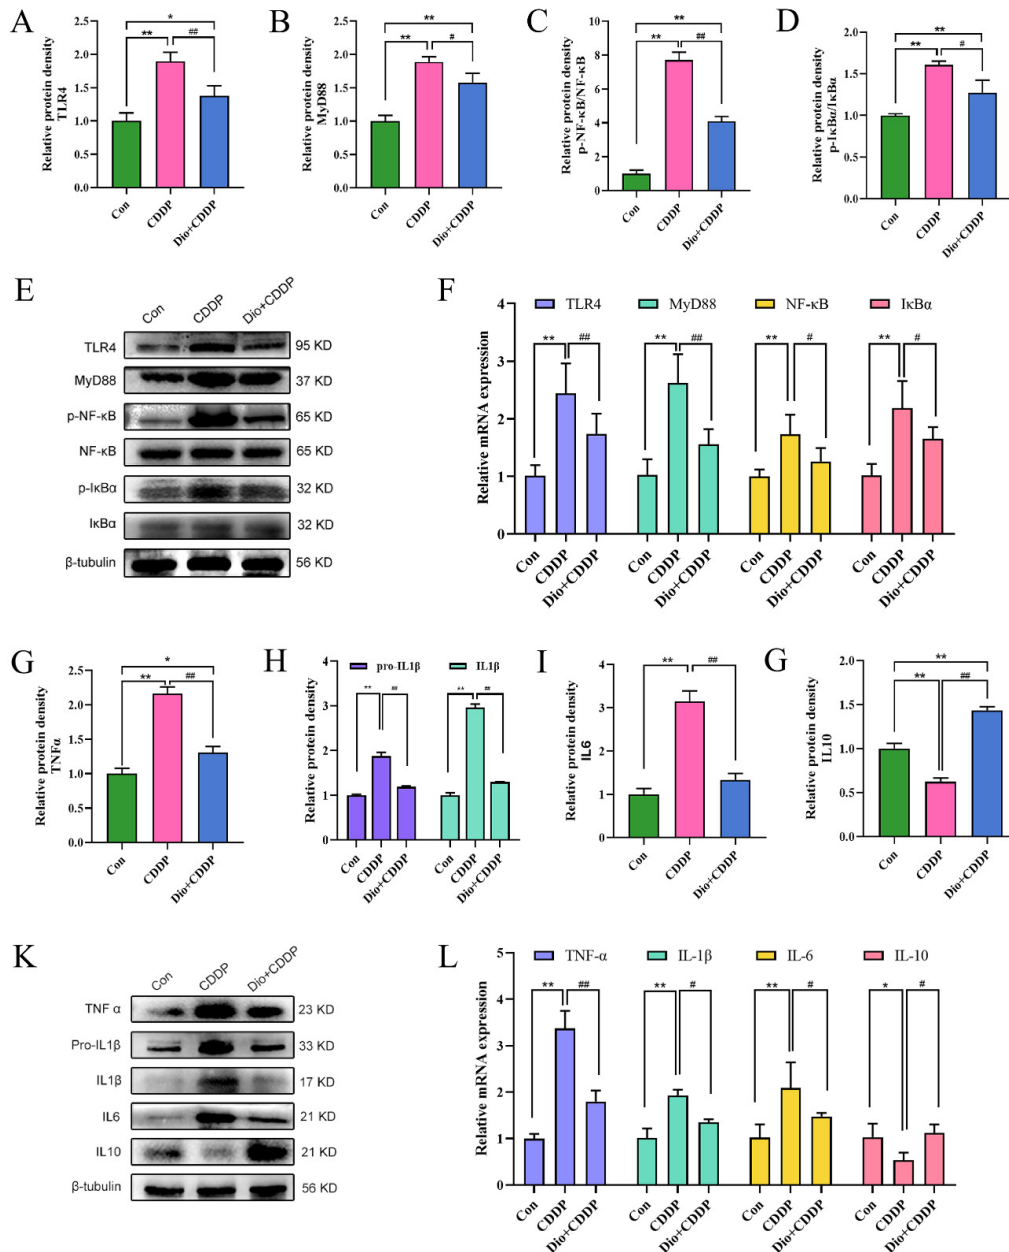 A
Relative protein density
TLR4
2.5
2.0
1.5
1.0
0.5
0.0
*
**
##
Con
CDDP
Dio+CDDP
B
Relative protein density
MyD88
2.5
2.0
1.5
1.0
0.5
0.0
**
**
#
Con
CDDP
Dio+CDDP
C
Relative protein density
p-NF-κB/NF-κB
10
8
6
4
2
0
**
**
##
Con
CDDP
Dio+CDDP
D
Relative protein density
p-IκBα/IκBα
2.0
1.5
1.0
0.5
0.0
**
**
#
Con
CDDP
Dio+CDDP
E
Con CDDP Dio+CDDP
TLR4 95 KD
MyD88 37 KD
p-NF-κB 65 KD
NF-κB 65 KD
p-IκBα 32 KD
IκBα 32 KD
β-tubulin 56 KD
F
TLR4 MyD88 NF-κB IκBα
Relative mRNA expression
4
3
2
1
0
** ## ** ## ** # ** #
Con CDDP Dio+CDDP Con CDDP Dio+CDDP Con CDDP Dio+CDDP Con CDDP Dio+CDDP
G
Relative protein density
TNFα
2.5
2.0
1.5
1.0
0.5
0.0
*
**
##
Con
CDDP
Dio+CDDP
H
pro-IL1β IL1β
Relative protein density
4
3
2
1
0
** ## ** ##
Con CDDP Dio+CDDP Con CDDP Dio+CDDP
I
Relative protein density
IL6
4
3
2
1
0
** ##
Con
CDDP
Dio+CDDP
G
Relative protein density
IL10
2.0
1.5
1.0
0.5
0.0
**
**
##
Con
CDDP
Dio+CDDP
K
Con CDDP Dio+CDDP
TNF α 23 KD
Pro-IL1β 33 KD
IL1β 17 KD
IL6 21 KD
IL10 21 KD
β-tubulin 56 KD
L
TNF-α IL-1β IL-6 IL-10
Relative mRNA expression
5
4
3
2
1
0
** ## ** # ** # * #
Con CDDP Dio+CDDP Con CDDP Dio+CDDP Con CDDP Dio+CDDP Con CDDP Dio+CDDP